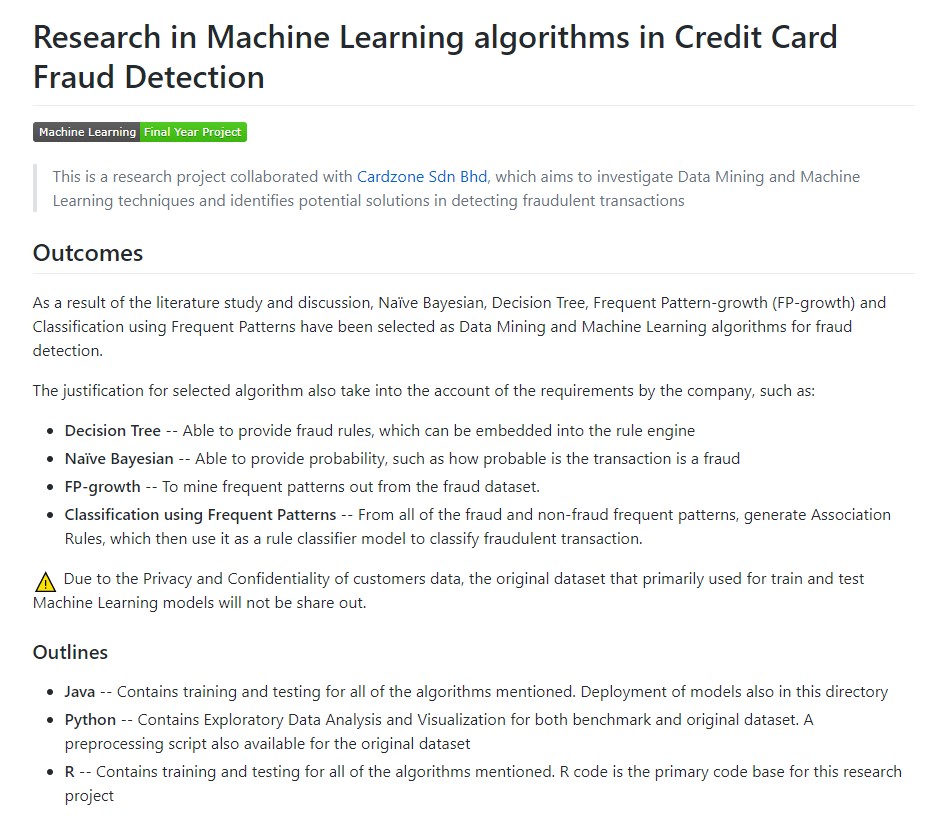 Research in Machine Learning algorithms in Credit Card
Fraud Detection
Machine Learning Final Year Project
This is a research project collaborated with Cardzone Sdn Bhd, which aims to investigate Data Mining and Machine
Learning techniques and identifies potential solutions in detecting fraudulent transactions
Outcomes
As a result of the literature study and discussion, Naïve Bayesian, Decision Tree, Frequent Pattern-growth (FP-growth) and
Classification using Frequent Patterns have been selected as Data Mining and Machine Learning algorithms for fraud
detection.
The justification for selected algorithm also take into the account of the requirements by the company, such as:
• Decision Tree -- Able to provide fraud rules, which can be embedded into the rule engine
• Naïve Bayesian -- Able to provide probability, such as how probable is the transaction is a fraud
• FP-growth -- To mine frequent patterns out from the fraud dataset.
• Classification using Frequent Patterns -- From all of the fraud and non-fraud frequent patterns, generate Association
Rules, which then use it as a rule classifier model to classify fraudulent transaction.
⚠ Due to the Privacy and Confidentiality of customers data, the original dataset that primarily used for train and test
Machine Learning models will not be share out.
Outlines
• Java -- Contains training and testing for all of the algorithms mentioned. Deployment of models also in this directory
• Python -- Contains Exploratory Data Analysis and Visualization for both benchmark and original dataset. A
preprocessing script also available for the original dataset
• R -- Contains training and testing for all of the algorithms mentioned. R code is the primary code base for this research
project